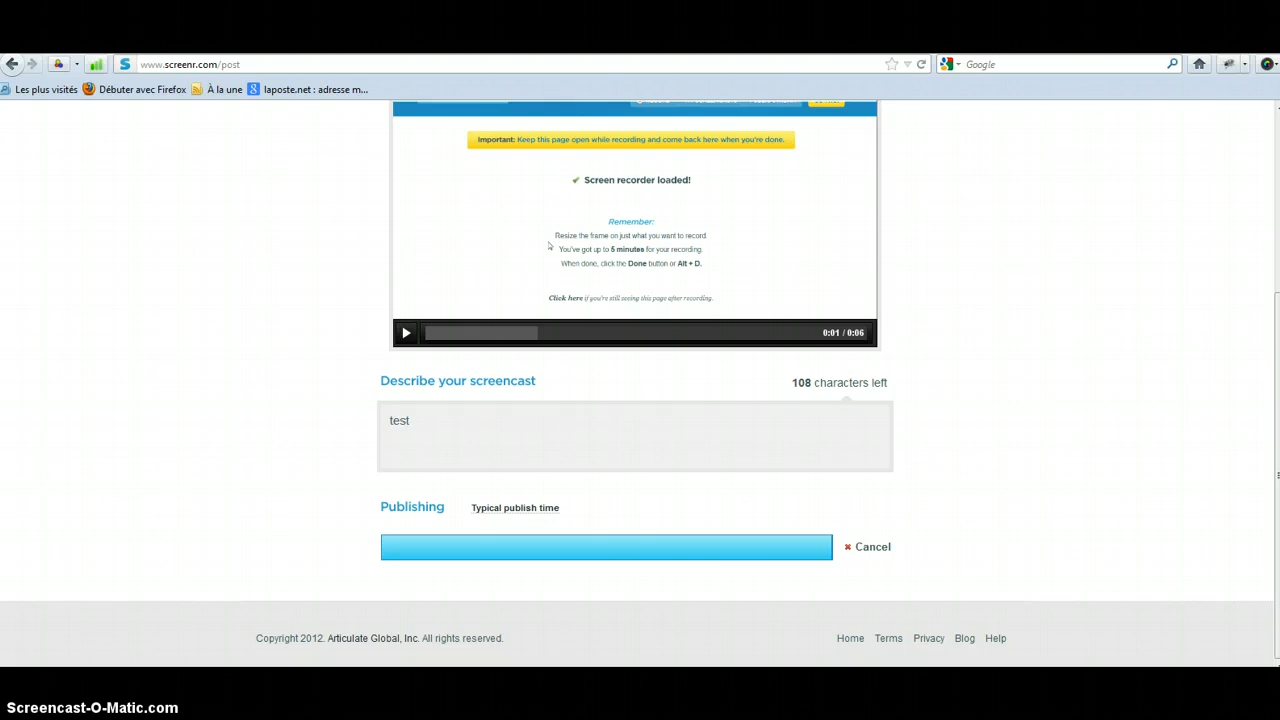 www.screenr.com/post
Google
Les plus visités
Débuter avec Firefox
À la une
laposte.net : adresse m...
Important: Keep this page open while recording and come back here when you're done.
Screen recorder loaded!
Remember:
Resize the frame on just what you want to record.
You've got up to 5 minutes for your recording.
When done, click the Done button or Alt + D.
Click here if you're still seeing this page after recording.
0:01 / 0:06
Describe your screencast
108 characters left
test
Publishing
Typical publish time
Cancel
Copyright 2012. Articulate Global, Inc. All rights reserved.
Home Terms Privacy Blog Help
Screencast-O-Matic.com